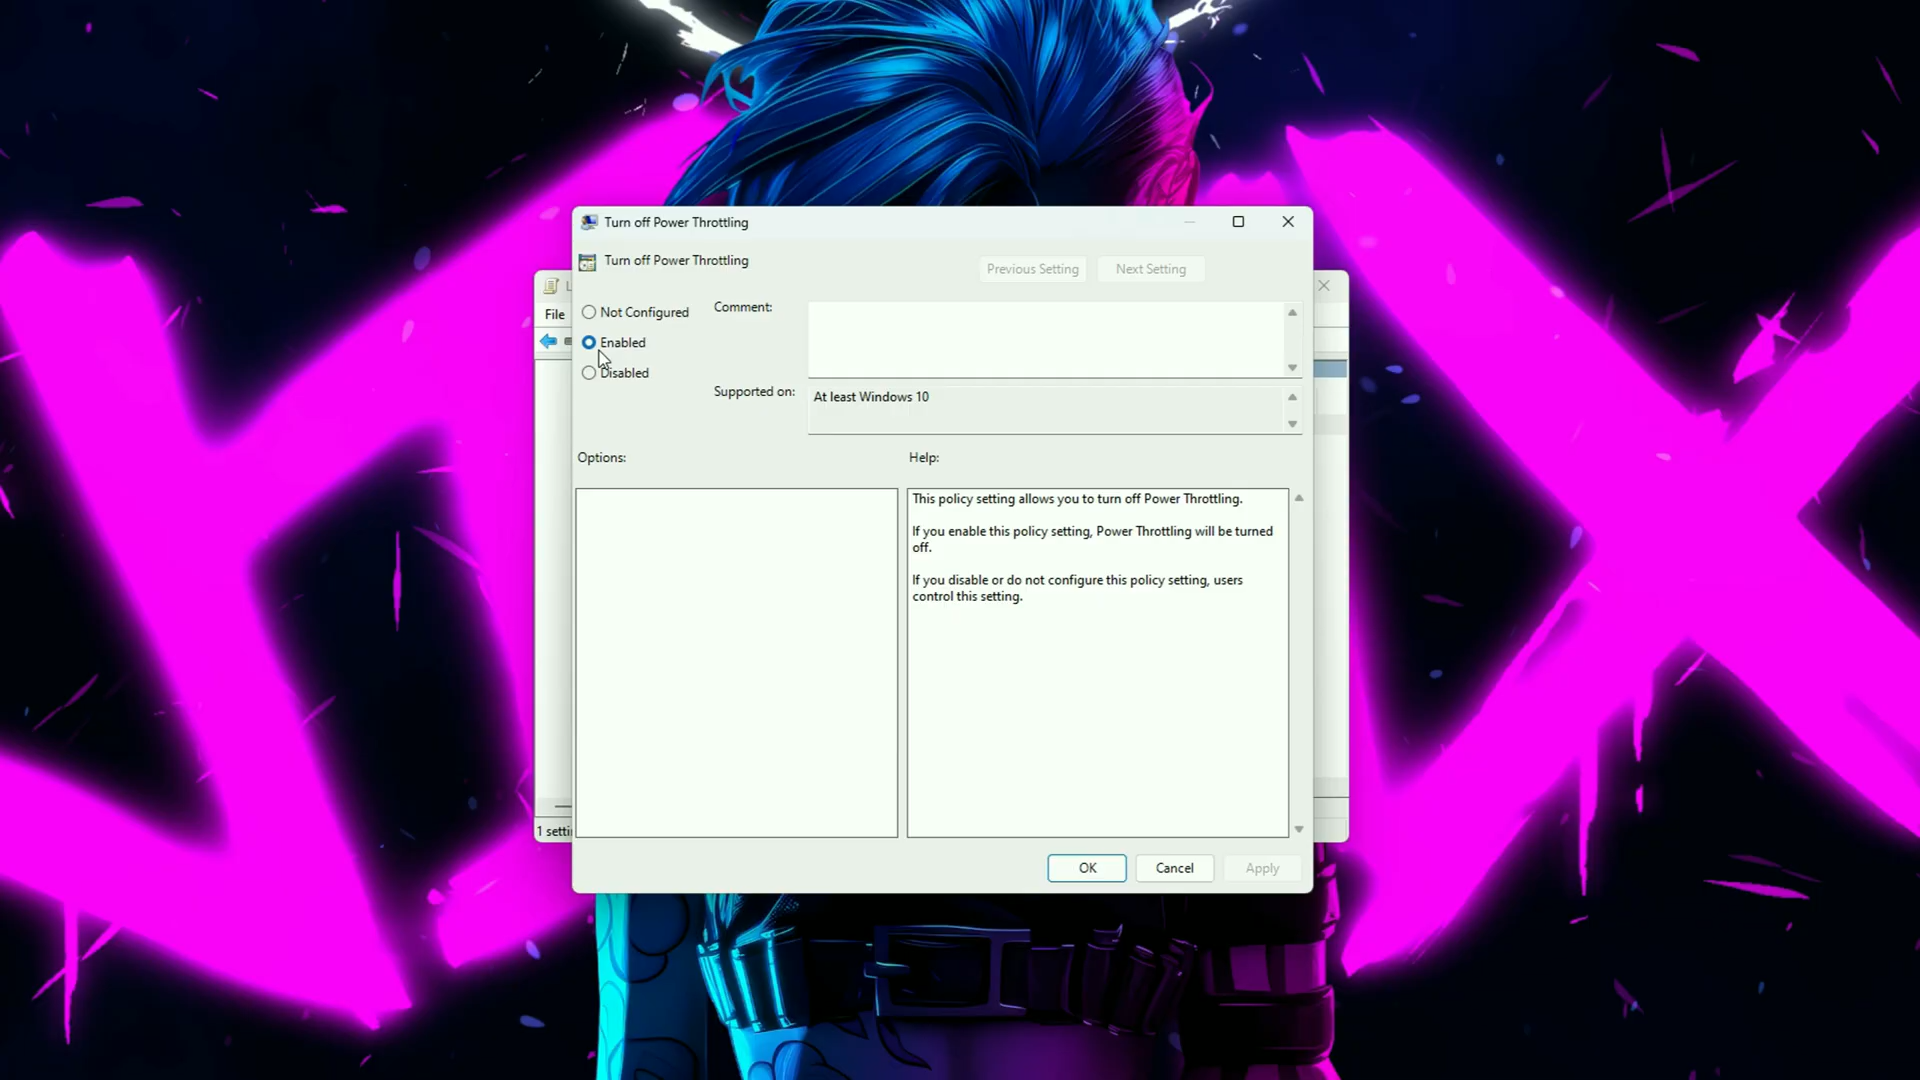 Turn off Power Throttling
Turn off Power Throttling
Previous Setting
Next Setting
Not Configured
Comment:
Enabled
Disabled
Supported on:
At least Windows 10
Options:
Help:
This policy setting allows you to turn off Power Throttling.
If you enable this policy setting, Power Throttling will be turned
off.
If you disable or do not configure this policy setting, users
control this setting.
OK
Cancel
Apply
File